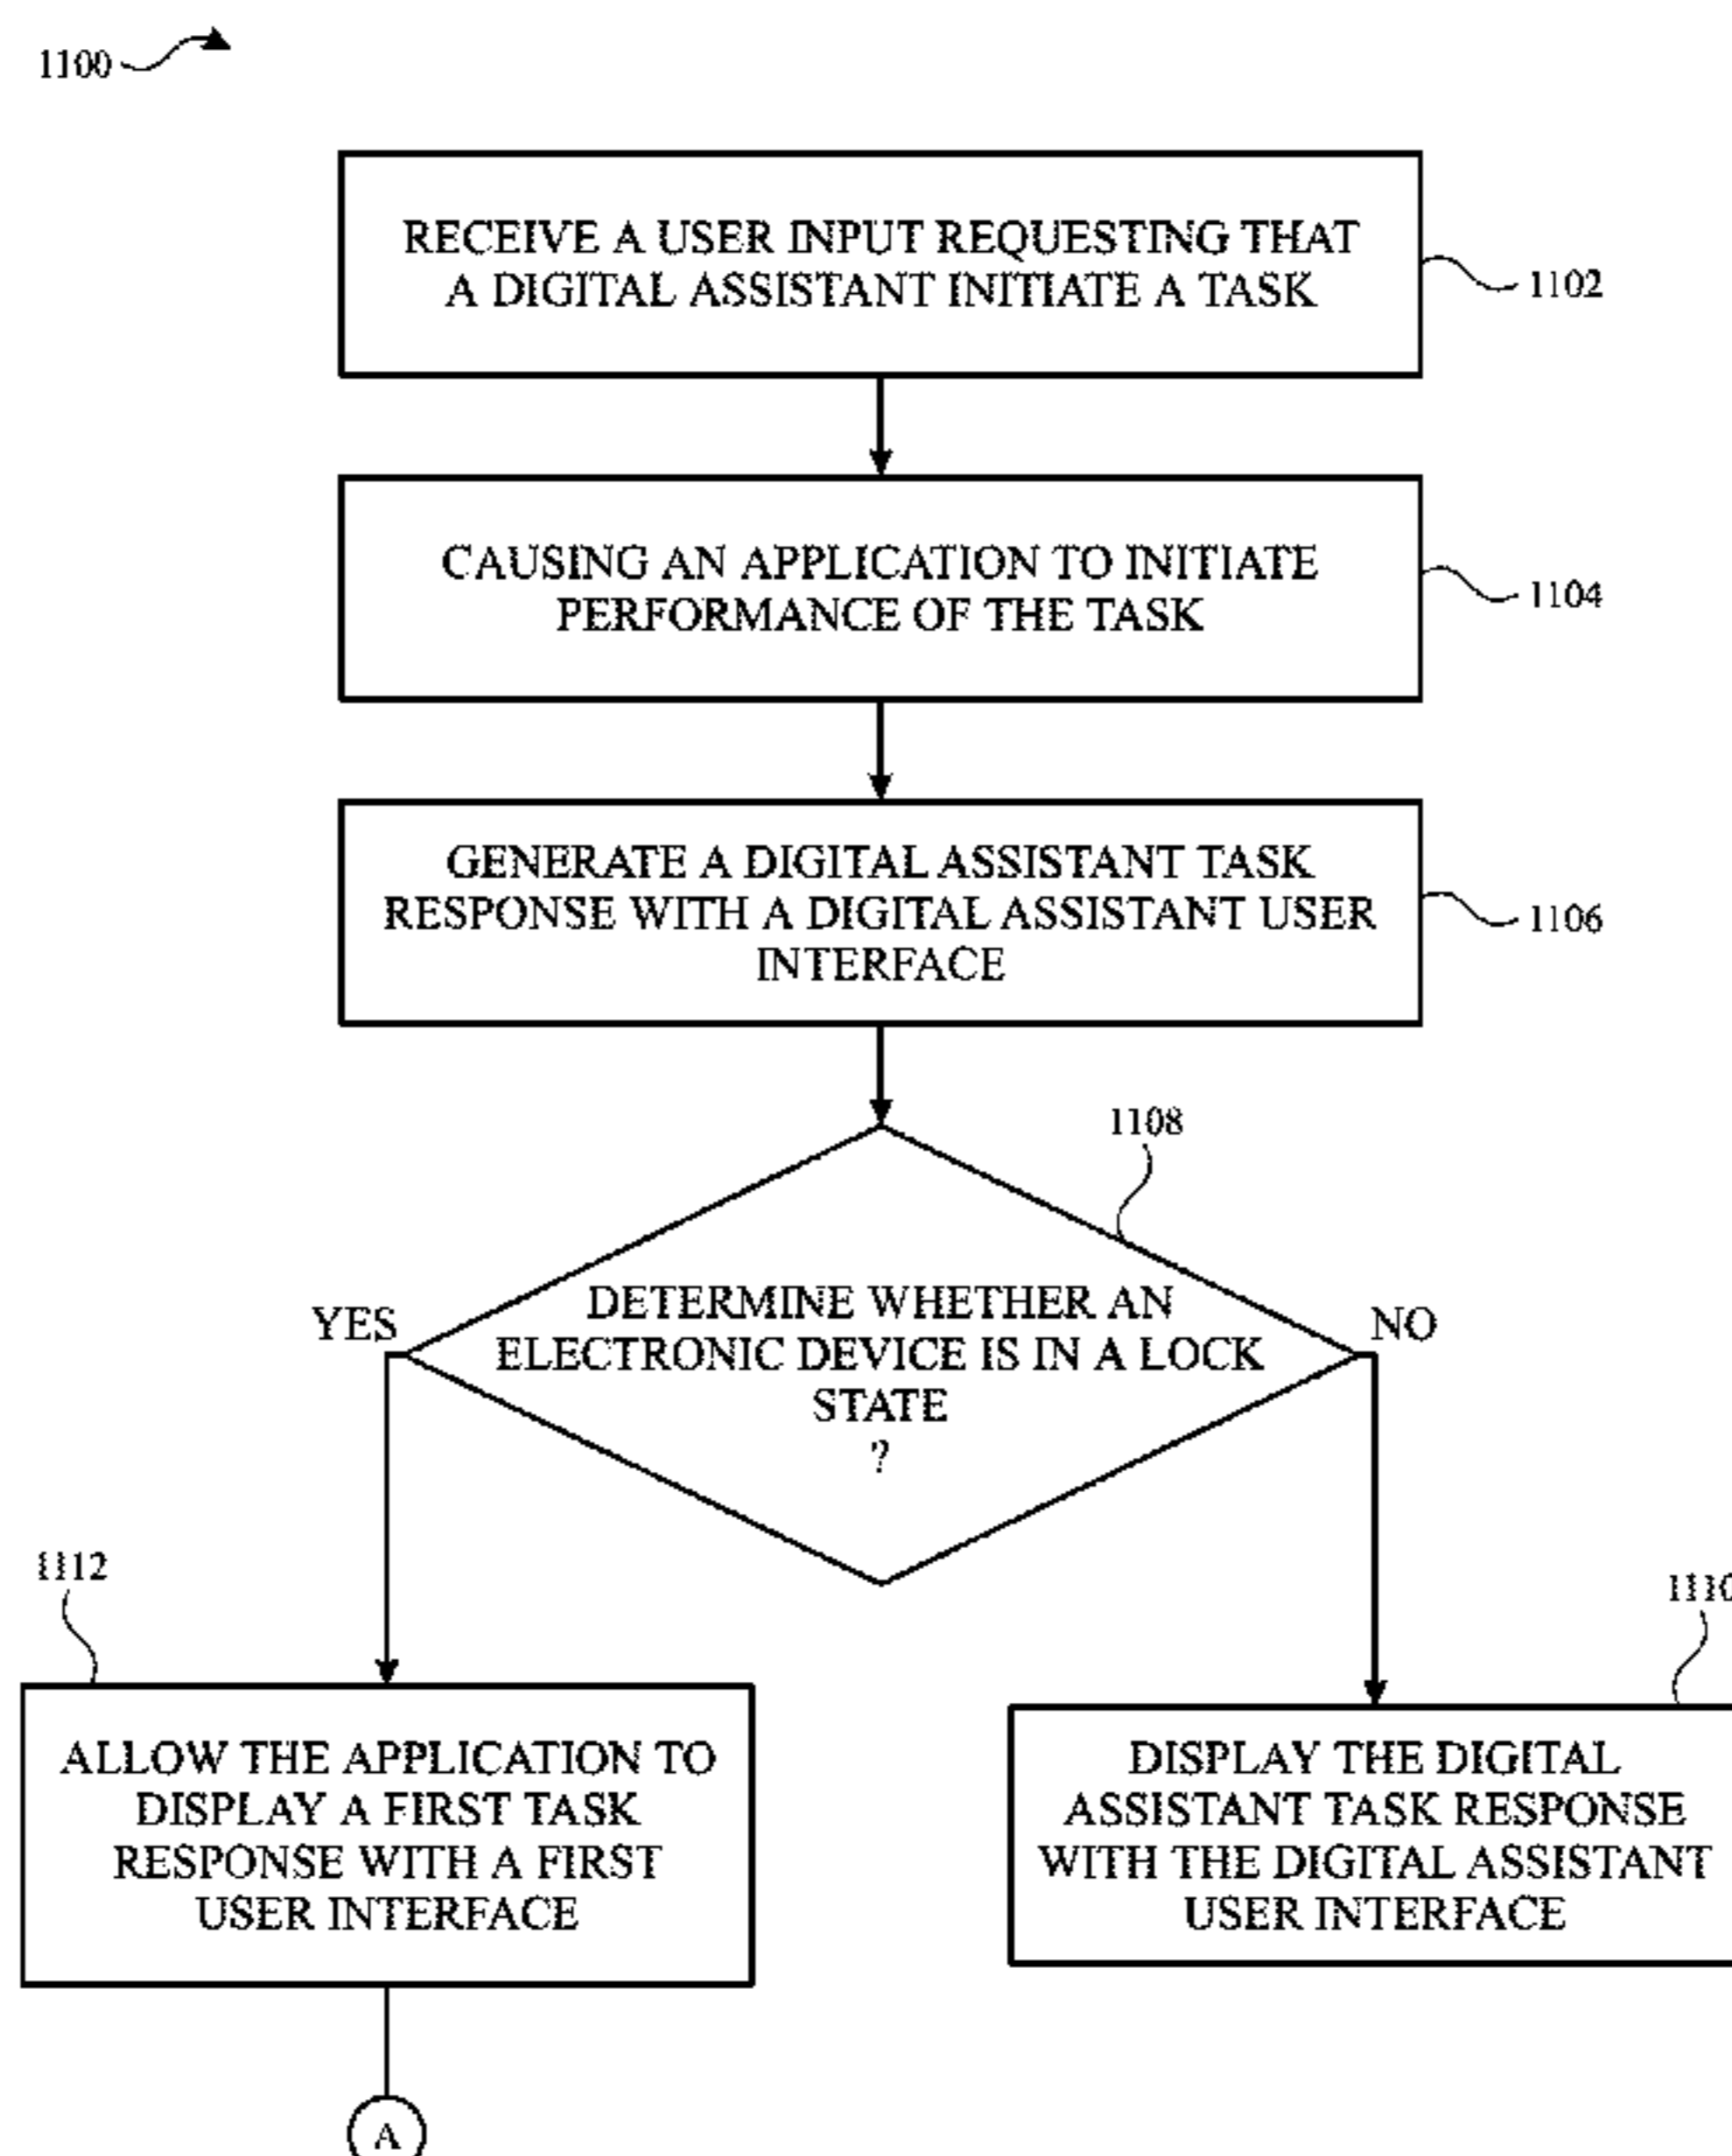 1100
RECEIVE A USER INPUT REQUESTING THAT
A DIGITAL ASSISTANT INITIATE A TASK
1102
CAUSING AN APPLICATION TO INITIATE
PERFORMANCE OF THE TASK
1104
GENERATE A DIGITAL ASSISTANT TASK
RESPONSE WITH A DIGITAL ASSISTANT USER
INTERFACE
1106
1108
DETERMINE WHETHER AN
ELECTRONIC DEVICE IS IN A LOCK
STATE
?
YES
NO
1112
ALLOW THE APPLICATION TO
DISPLAY A FIRST TASK
RESPONSE WITH A FIRST
USER INTERFACE
1110
DISPLAY THE DIGITAL
ASSISTANT TASK RESPONSE
WITH THE DIGITAL ASSISTANT
USER INTERFACE
A